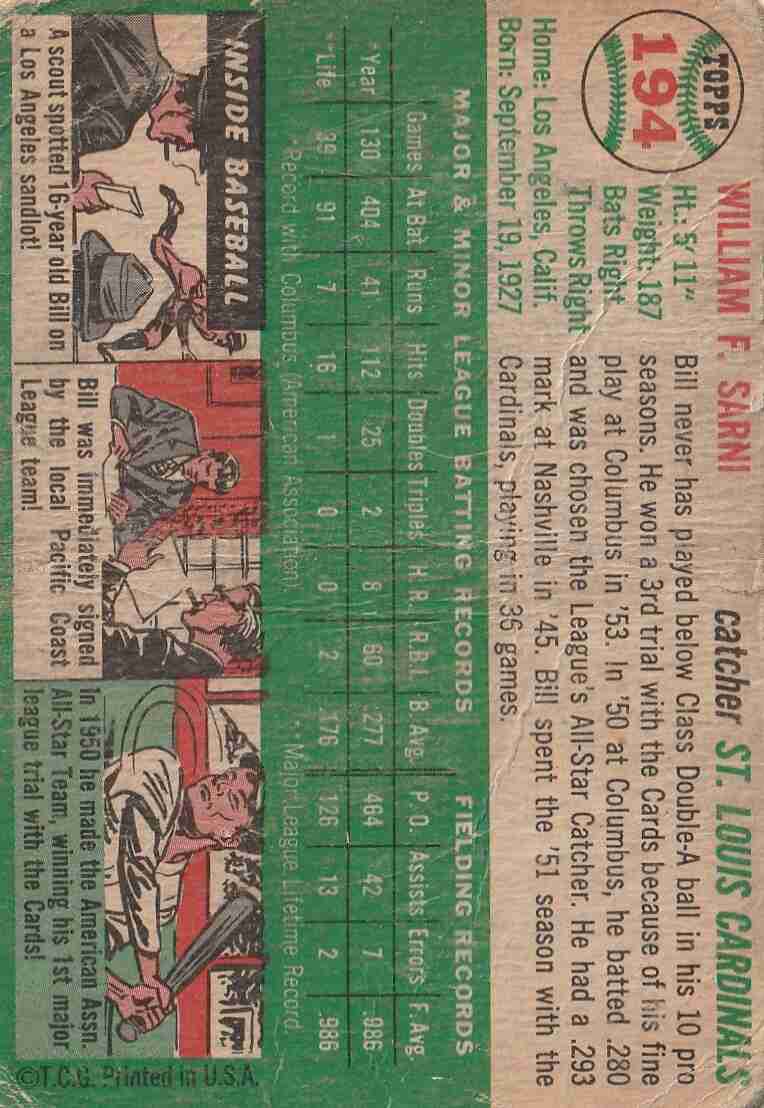 TOPPS
194
WILLIAM F. SARNI
catcher ST. LOUIS CARDINALS
Ht.: 5'11"
Weight: 187
Bats Right
Throws Right
Home: Los Angeles, Calif.
Born: September 19, 1927
Bill never has played below Class Double-A ball in his 10 pro
seasons. He won a 3rd trial with the Cards because of his fine
play at Columbus in '53. In '50 at Columbus, he batted .280
and was chosen the League's All-Star Catcher. He had a .293
mark at Nashville in '45. Bill spent the '51 season with the
Cardinals, playing in 36 games.
MAJOR & MINOR LEAGUE BATTING RECORDS FIELDING RECORDS
Games At Bat Runs Hits Doubles Triples H. R. R.B.I. B. Avg. P. O. Assists Errors F. Avg.
*Year 130 404 41 112 25 2 8 60 .277 464 42 7 .986
**Life 39 91 7 16 1 0 0 2 .176 126 13 2 .986
*Record with Columbus (American Association). **Major League Lifetime Record.
INSIDE BASEBALL
A scout spotted 16-year old Bill on
a Los Angeles sandlot!
Bill was immediately signed
by the local Pacific Coast
League team!
In 1950 he made the American Assn.
All-Star Team, winning his 1st major
league trial with the Cards!
©T.C.G. Printed in U.S.A.